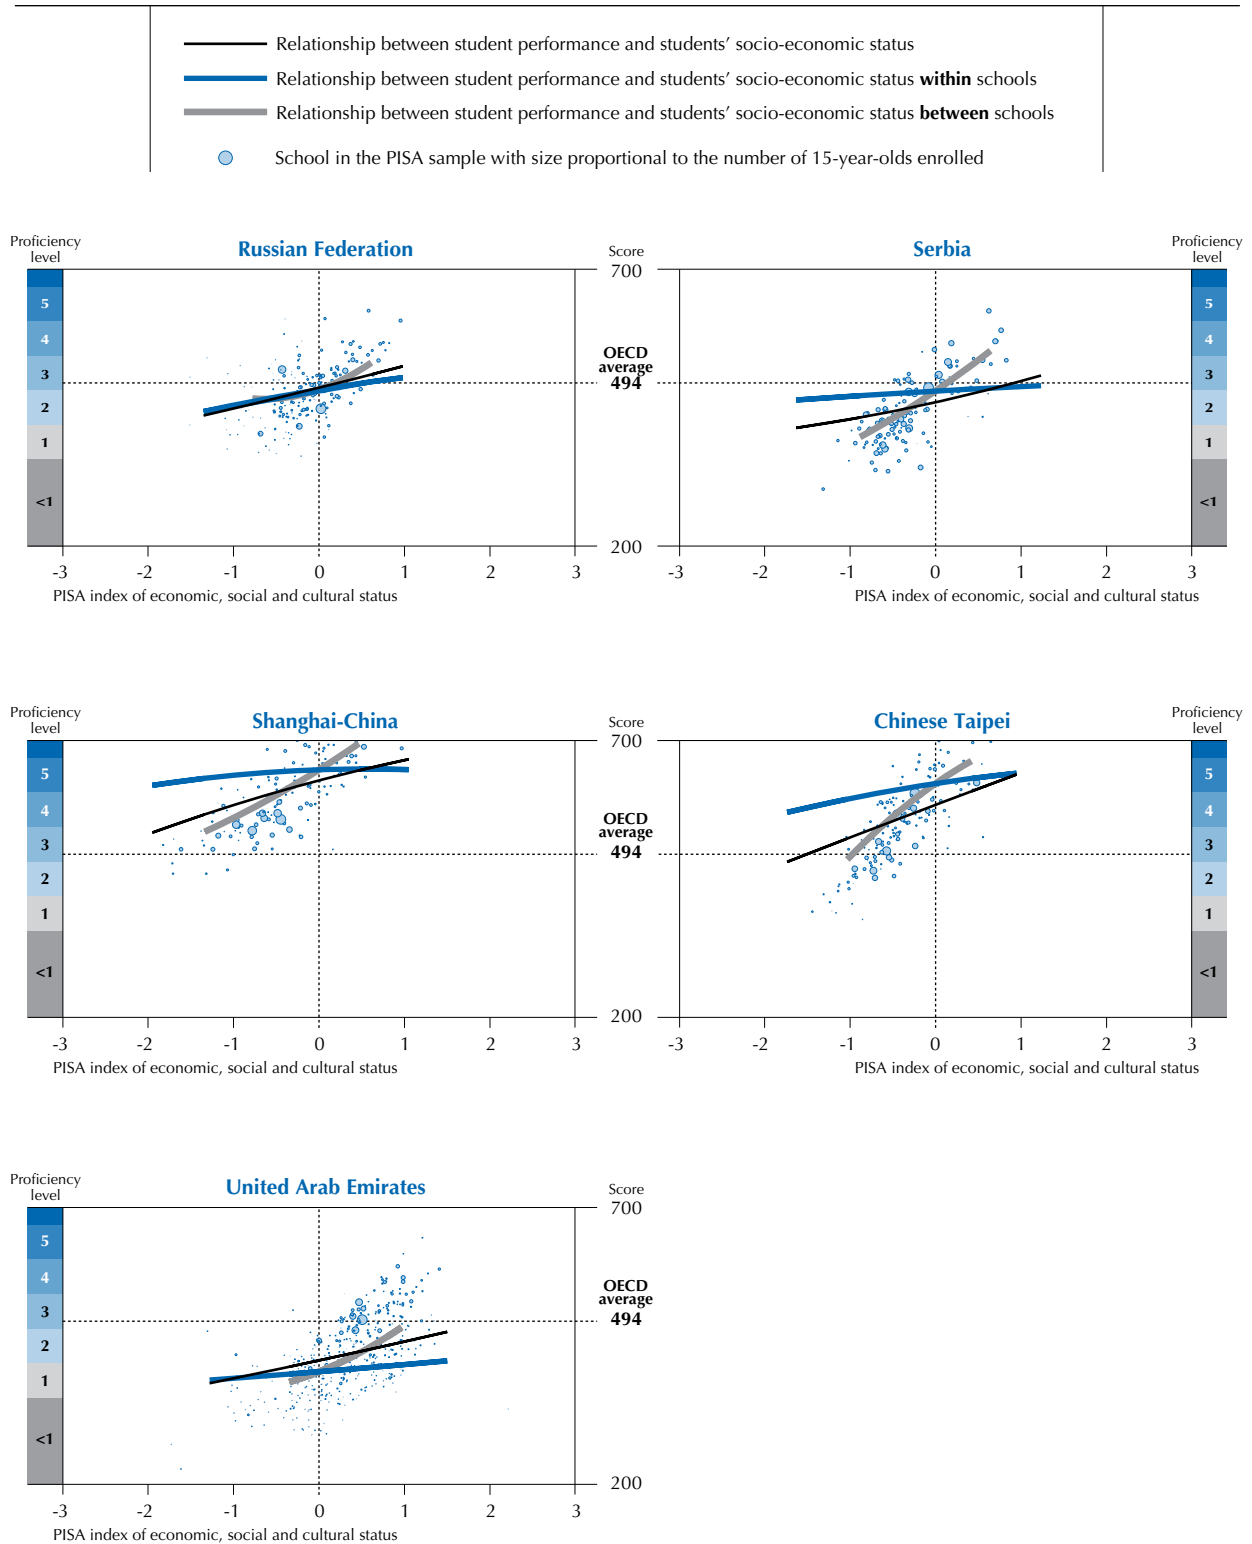 Relationship between student performance and students' socio-economic status
Relationship between student performance and students' socio-economic status within schools
Relationship between student performance and students' socio-economic status between schools
School in the PISA sample with size proportional to the number of 15-year-olds enrolled
Proficiency
level
Russian Federation
Score
Serbia
Proficiency
level
700
5
4
3
2
1
<1
OECD
average
494
200
5
4
3
2
1
<1
-3 -2 -1 0 1 2 3
-3 -1 0 1 2 3
PISA index of economic, social and cultural status
PISA index of economic, social and cultural status
Proficiency
level
Shanghai-China
Score
Chinese Taipei
Proficiency
level
700
5
4
3
2
1
<1
OECD
average
494
200
5
4
3
2
1
<1
-3 -2 -1 0 1 2 3
-3 -2 -1 0 1 2 3
PISA index of economic, social and cultural status
PISA index of economic, social and cultural status
Proficiency
level
United Arab Emirates
Score
700
5
4
3
2
1
<1
OECD
average
494
200
-3 -2 -1 0 1 2 3
PISA index of economic, social and cultural status